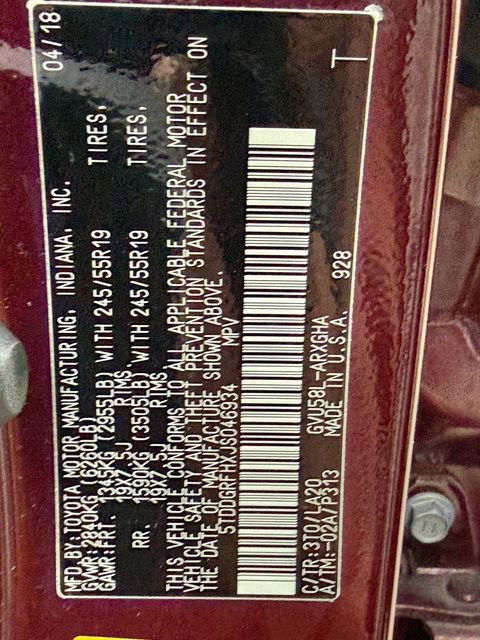 MFD.BY:TOYOTA MOTOR MANUFACTURING, INDIANA, INC. 04/18
GVWR:2840KG (6260LB)
GAWR:FRT. 1345KG (2955LB) WITH 245/55R19 TIRES,
19X7.5J RIMS.
RR. 1590KG (3505LB) WITH 245/55R19 TIRES,
19X7.5J RIMS.
THIS VEHICLE CONFORMS TO ALL APPLICABLE FEDERAL MOTOR
VEHICLE SAFETY AND THEFT PREVENTION STANDARDS IN EFFECT ON
THE DATE OF MANUFACTURE SHOWN ABOVE.
5TDDGRFHXJS046934 MPV
C/TR:3T0/LA20 GVU58L-ARXGHA
A/TM:-02A/P313 MADE IN U.S.A. 928
T